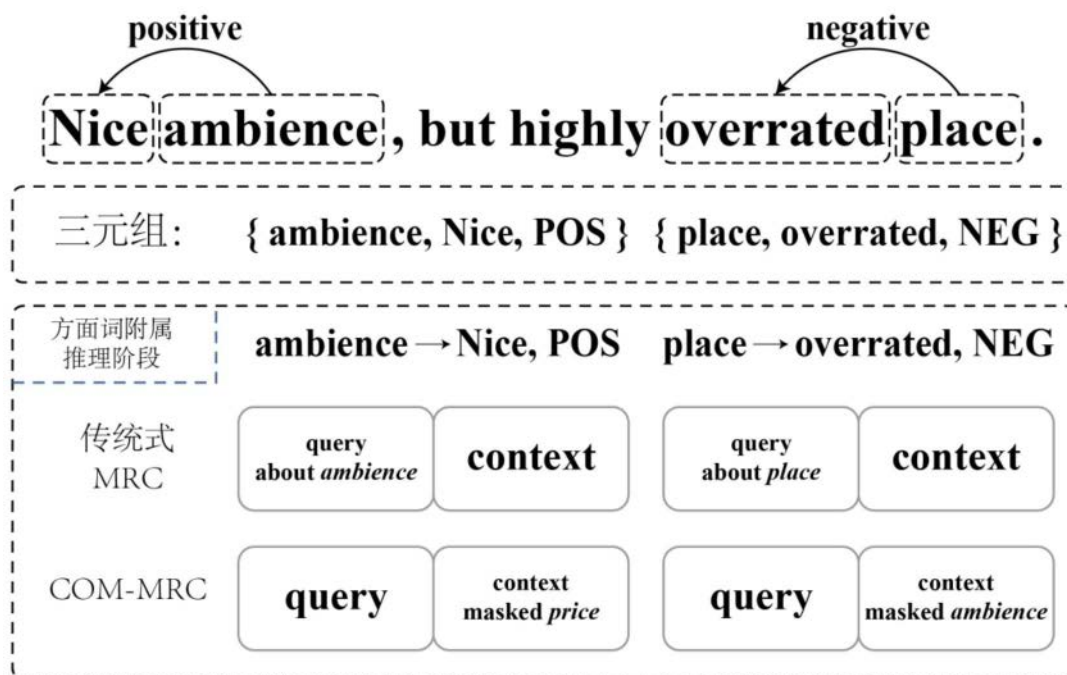 positive negative
Nice ambience , but highly overrated place .
三元组: { ambience, Nice, POS } { place, overrated, NEG }
方面词附属
推理阶段
ambience → Nice, POS place → overrated, NEG
传统式
MRC
query
about ambience
context
query
about place
context
COM-MRC
query
context
masked price
query
context
masked ambience